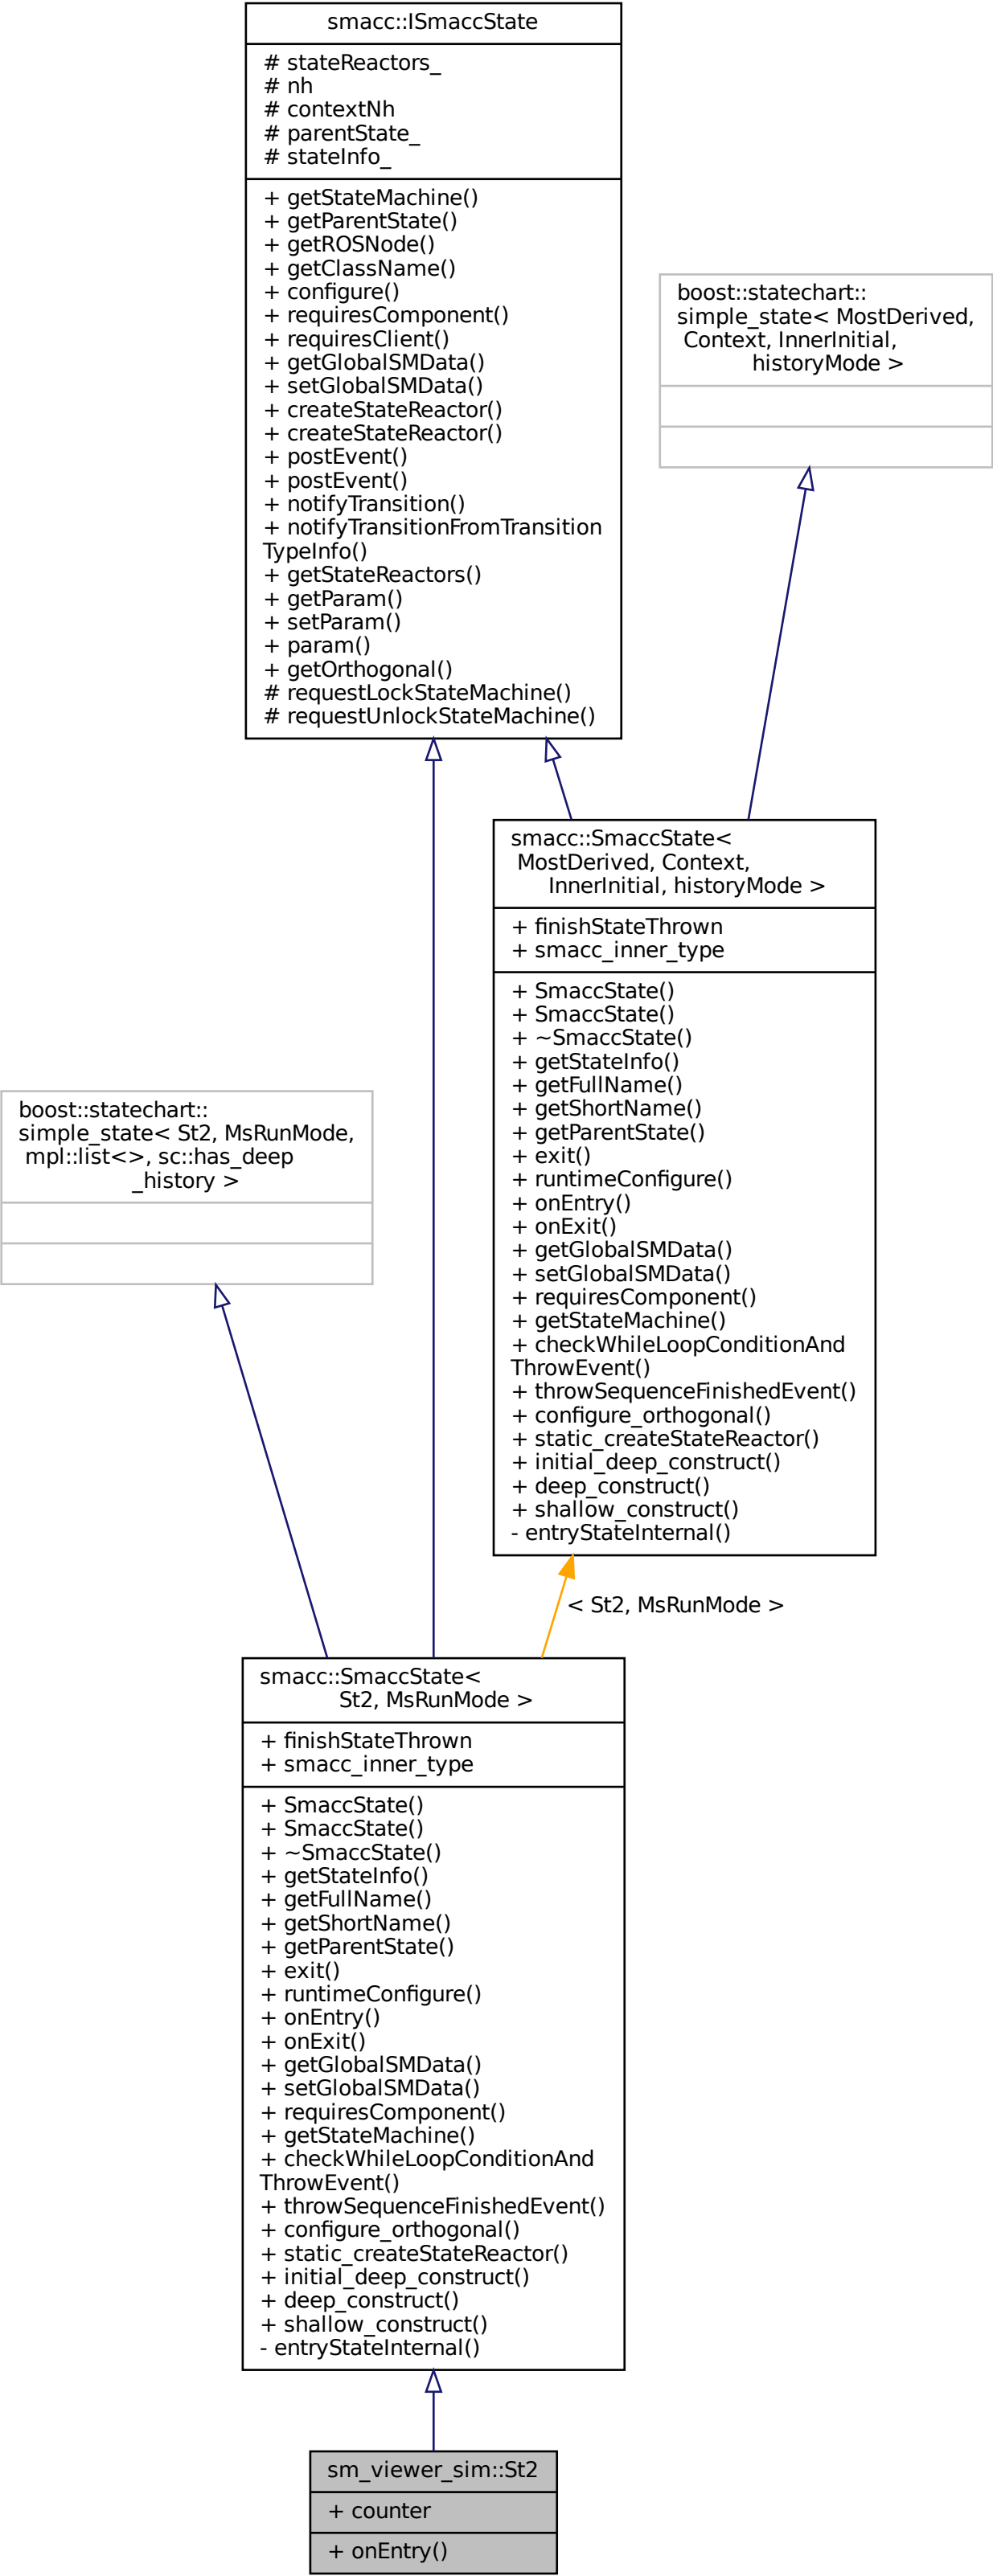 smacc::ISmaccState
# stateReactors_
# nh
# contextNh
# parentState_
# stateInfo_
+ getStateMachine()
+ getParentState()
+ getROSNode()
+ getClassName()
+ configure()
+ requiresComponent()
+ requiresClient()
+ getGlobalSMData()
+ setGlobalSMData()
+ createStateReactor()
+ createStateReactor()
+ postEvent()
+ postEvent()
+ notifyTransition()
+ notifyTransitionFromTransition
TypeInfo()
+ getStateReactors()
+ getParam()
+ setParam()
+ param()
+ getOrthogonal()
# requestLockStateMachine()
# requestUnlockStateMachine()
boost::statechart::
simple_state< MostDerived,
Context, InnerInitial,
historyMode >
smacc::SmaccState<
MostDerived, Context,
InnerInitial, historyMode >
+ finishStateThrown
+ smacc_inner_type
+ SmaccState()
+ SmaccState()
+ ~SmaccState()
+ getStateInfo()
+ getFullName()
+ getShortName()
+ getParentState()
+ exit()
+ runtimeConfigure()
+ onEntry()
+ onExit()
+ getGlobalSMData()
+ setGlobalSMData()
+ requiresComponent()
+ getStateMachine()
+ checkWhileLoopConditionAnd
ThrowEvent()
+ throwSequenceFinishedEvent()
+ configure_orthogonal()
+ static_createStateReactor()
+ initial_deep_construct()
+ deep_construct()
+ shallow_construct()
- entryStateInternal()
boost::statechart::
simple_state< St2, MsRunMode,
mpl::list<>, sc::has_deep
_history >
< St2, MsRunMode >
smacc::SmaccState<
St2, MsRunMode >
+ finishStateThrown
+ smacc_inner_type
+ SmaccState()
+ SmaccState()
+ ~SmaccState()
+ getStateInfo()
+ getFullName()
+ getShortName()
+ getParentState()
+ exit()
+ runtimeConfigure()
+ onEntry()
+ onExit()
+ getGlobalSMData()
+ setGlobalSMData()
+ requiresComponent()
+ getStateMachine()
+ checkWhileLoopConditionAnd
ThrowEvent()
+ throwSequenceFinishedEvent()
+ configure_orthogonal()
+ static_createStateReactor()
+ initial_deep_construct()
+ deep_construct()
+ shallow_construct()
- entryStateInternal()
sm_viewer_sim::St2
+ counter
+ onEntry()